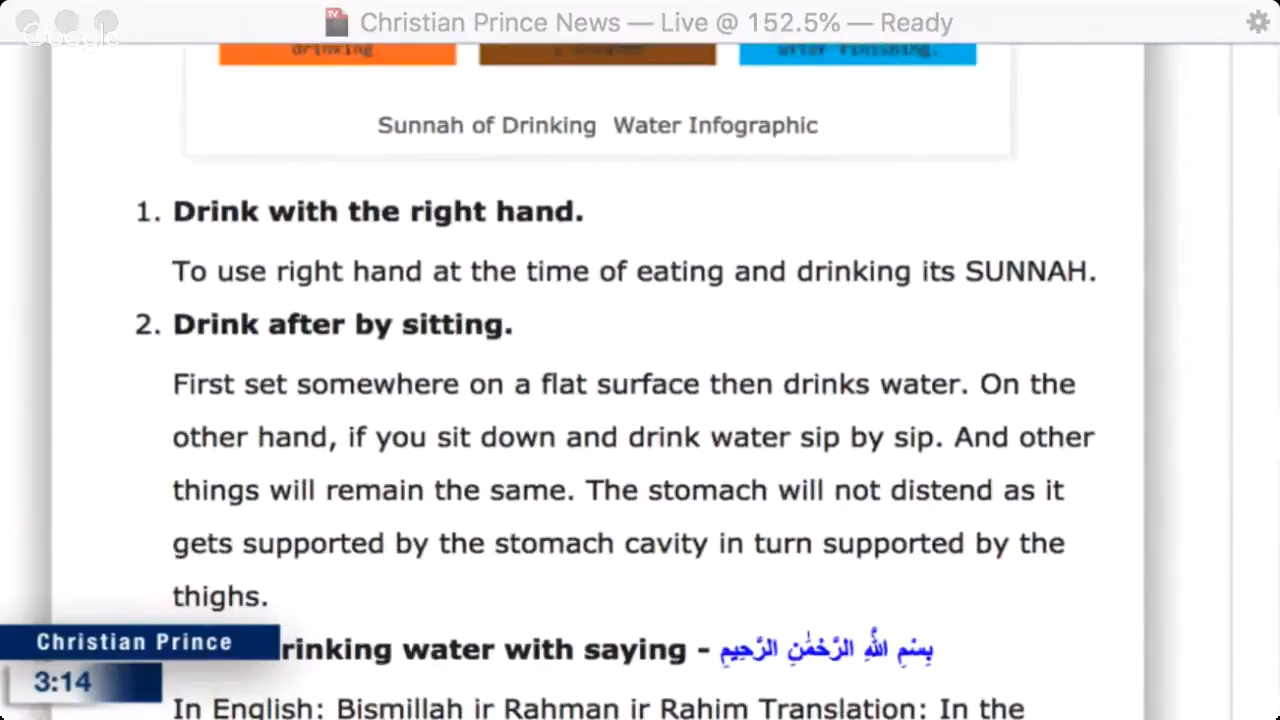 Christian Prince News — Live @ 152.5% — Ready
Google
drinking
after finishing.
Sunnah of Drinking Water Infographic
1. Drink with the right hand.
To use right hand at the time of eating and drinking its SUNNAH.
2. Drink after by sitting.
First set somewhere on a flat surface then drinks water. On the
other hand, if you sit down and drink water sip by sip. And other
things will remain the same. The stomach will not distend as it
gets supported by the stomach cavity in turn supported by the
thighs.
Christian Prince
rinking water with saying - بِسْمِ اللَّهِ الرَّحْمَٰنِ الرَّحِيمِ
3:14
In English: Bismillah ir Rahman ir Rahim Translation: In the